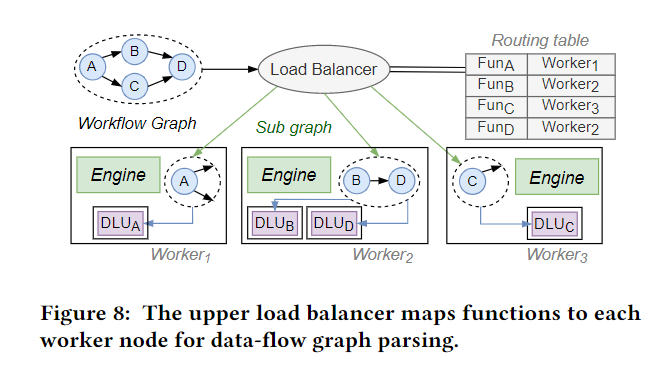 Routing table
A
B
C
D
Load Balancer
FunA Worker1
FunB Worker2
FunC Worker3
FunD Worker2
Workflow Graph
Sub graph
Engine
A
Engine
B
D
C
Engine
DLUA
DLUB
DLUD
DLUC
Worker1
Worker2
Worker3
Figure 8: The upper load balancer maps functions to each
worker node for data-flow graph parsing.